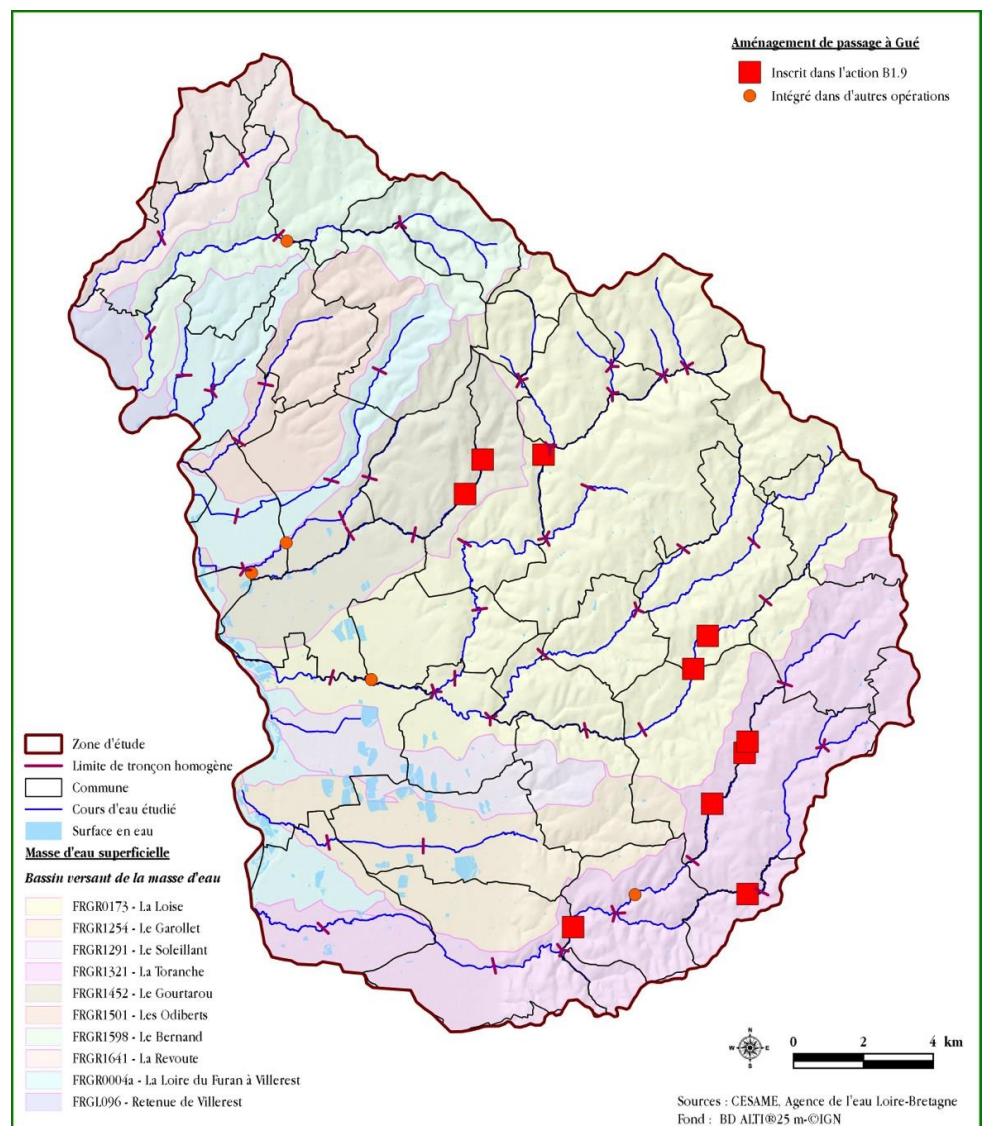 Aménagement de passage à Gué
Inscrit dans l'action B1.9
Intégré dans d'autres opérations
Zone d'étude
Limite de tronçon homogène
Commune
Cours d'eau étudié
Surface en eau
Masse d'eau superficielle
Bassin versant de la masse d'eau
FRGR0173 - La Loise
FRGR1254 - Le Garollet
FRGR1291 - Le Soleillant
FRGR1321 - La Toranche
FRGR1452 - Le Gourtarou
FRGR1501 - Les Odiberts
FRGR1598 - Le Bernand
FRGR1641 - La Revoute
FRGR0004a - La Loire du Furan à Villerest
FRGL096 - Retenue de Villerest
N
W E
S
0 2 4 km
Sources : CESAME, Agence de l'eau Loire-Bretagne
Fond : BD ALTI®25 m-©IGN